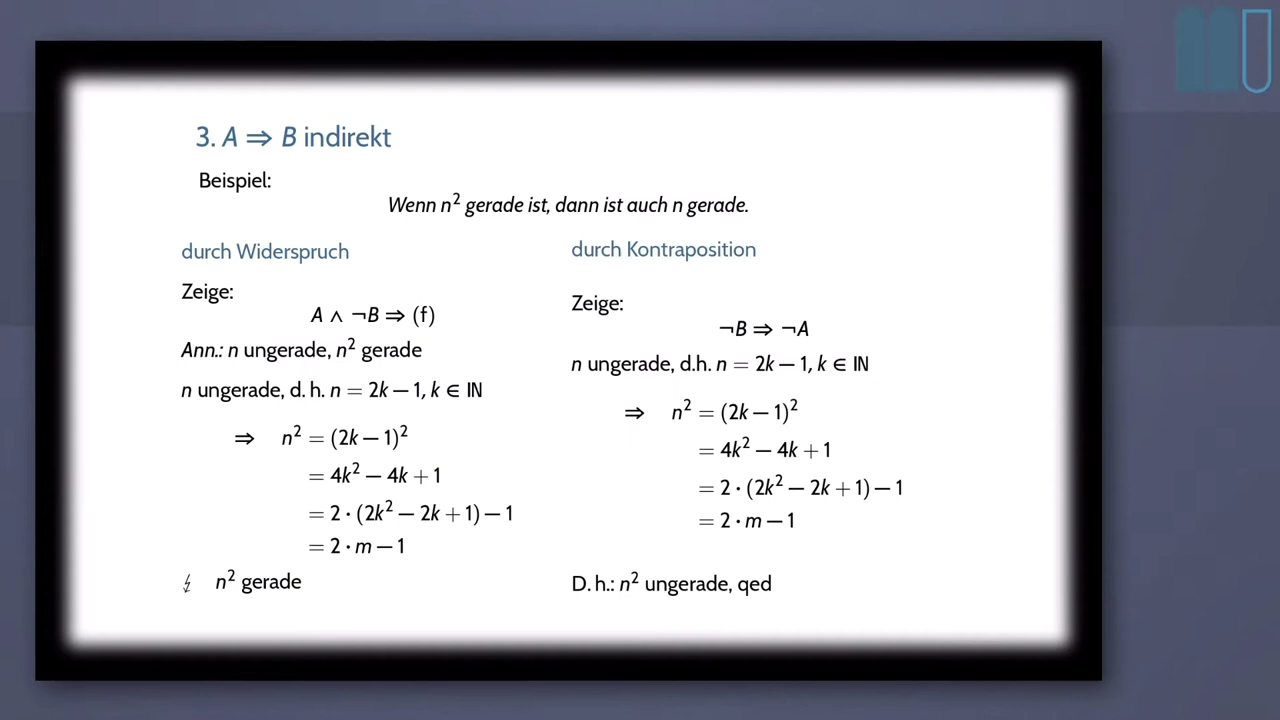 3. A ⇒ B indirekt
Beispiel:
Wenn n² gerade ist, dann ist auch n gerade.
durch Widerspruch
Zeige:
A ∧ ¬B ⇒ (f)
Ann.: n ungerade, n² gerade
n ungerade, d. h. n = 2k − 1, k ∈ ℕ
⇒ n² = (2k − 1)²
= 4k² − 4k + 1
= 2 · (2k² − 2k + 1) − 1
= 2 · m − 1
↯ n² gerade
durch Kontraposition
Zeige:
¬B ⇒ ¬A
n ungerade, d.h. n = 2k − 1, k ∈ ℕ
⇒ n² = (2k − 1)²
= 4k² − 4k + 1
= 2 · (2k² − 2k + 1) − 1
= 2 · m − 1
D. h.: n² ungerade, qed